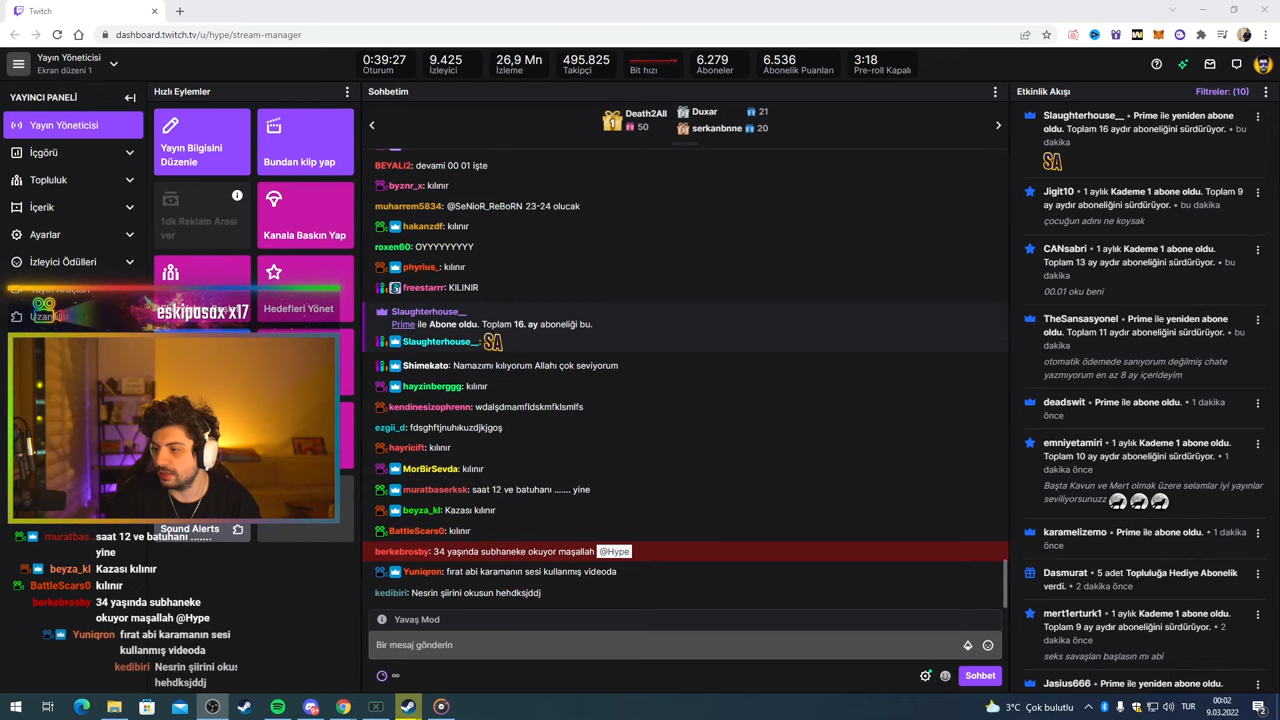 Twitch
dashboard.twitch.tv/u/hype/stream-manager
Yayın Yöneticisi
Ekran düzeni 1
0:39:27
Oturum
9.425
İzleyici
26,9 Mn
İzleme
495.825
Takipçi
Bit hızı
6.279
Aboneler
6.536
Abonelik Puanları
3:18
Pre-roll Kapalı
YAYINCI PANELİ
Yayın Yöneticisi
İçgörü
Topluluk
İçerik
Ayarlar
İzleyici Ödülleri
eskipasax x17
Hızlı Eylemler
Yayın Bilgisini
Düzenle
Bundan klip yap
1dk Reklam Arası
ver
Kanala Baskın Yap
Hedefleri Yönet
Sound Alerts
muratbas... saat 12 ve batuhanı .......
yine
beyza_kl Kazası kılınır
BattleScars0 kılınır
berkebrosby 34 yaşında subhaneke
okuyor maşallah @Hype
Yuniqron fırat abi karamanın sesi
kullanmış videoda
kedibiri Nesrin şiirini okus
hehdksjddj
Sohbetim
1
Death2All
50
Duxar 21
serkanbnne 20
BEYALI2: devami 00 01 işte
byznr_x: kılınır
muharrem5834: @SeNioR_ReBoRN 23-24 olucak
hakanzdf: kılınır
roxen60: OYYYYYYYY
phyrius_: kılınır
freestarrr: KILINIR
Slaughterhouse__
Prime ile Abone oldu. Toplam 16. ay aboneliği bu.
Slaughterhouse__: SA
Shimekato: Namazımı kılıyorum Allahı çok seviyorum
hayzinberggg: kılınır
kendinesizophrenn: wdalşdmamfldskmfklsmlfs
ezgii_d: fdsghftjnuhıkuzdjkjgoş
hayricift: kılınır
MorBirSevda: kılınır
muratbaserksk: saat 12 ve batuhanı ....... yine
beyza_kl: Kazası kılınır
BattleScars0: kılınır
berkebrosby: 34 yaşında subhaneke okuyor maşallah @Hype
Yuniqron: fırat abi karamanın sesi kullanmış videoda
kedibiri: Nesrin şiirini okusun hehdksjddj
Yavaş Mod
Bir mesaj gönderin
∞
Sohbet
Etkinlik Akışı
Filtreler: (10)
Slaughterhouse__ • Prime ile yeniden abone
oldu. Toplam 16 aydır aboneliğini sürdürüyor. • bu
dakika
SA
Jigit10 • 1 aylık Kademe 1 abone oldu. Toplam 9
ay aydır aboneliğini sürdürüyor. • bu dakika
çocuğun adını ne koysak
CANsabri • 1 aylık Kademe 1 abone oldu.
Toplam 13 ay aydır aboneliğini sürdürüyor. • bu
dakika
00.01 oku beni
TheSansasyonel • Prime ile yeniden abone oldu.
Toplam 11 aydır aboneliğini sürdürüyor. • bu
dakika
otomatik ödemede sanıyorum değilmiş chate
yazmıyorum en az 8 ay içerideyim
deadswit • Prime ile abone oldu. • 1 dakika
önce
emniyetamiri • 1 aylık Kademe 1 abone oldu.
Toplam 10 ay aydır aboneliğini sürdürüyor. • 1
dakika önce
Başta Kavun ve Mert olmak üzere selamlar iyi yayınlar
seviliyorsunuzz
karamelizemo • Prime ile abone oldu. • 1 dakika
önce
Dasmurat • 5 adet Topluluğa Hediye Abonelik
verdi. • 2 dakika önce
mert1erturk1 • 1 aylık Kademe 1 abone oldu.
Toplam 9 ay aydır aboneliğini sürdürüyor. • 2
dakika önce
seks savaşları başlasın mı abi
Jasius666 • Prime ile yeniden abone oldu.
3°C Çok bulutlu
TUR
00:02
9.03.2022
2